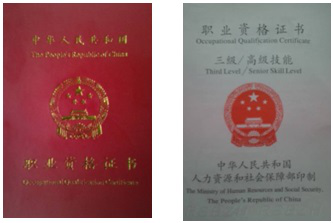 中华人民共和国
The People's Republic of China
职业资格证书
Occupational Qualification Certificate
职业资格证书
Occupational Qualification Certificate
三级/高级技能
Third Level / Senior Skill Level
中华人民共和国
人力资源和社会保障部印制
The Ministry of Human Resources and Social Security,
The People's Republic of China